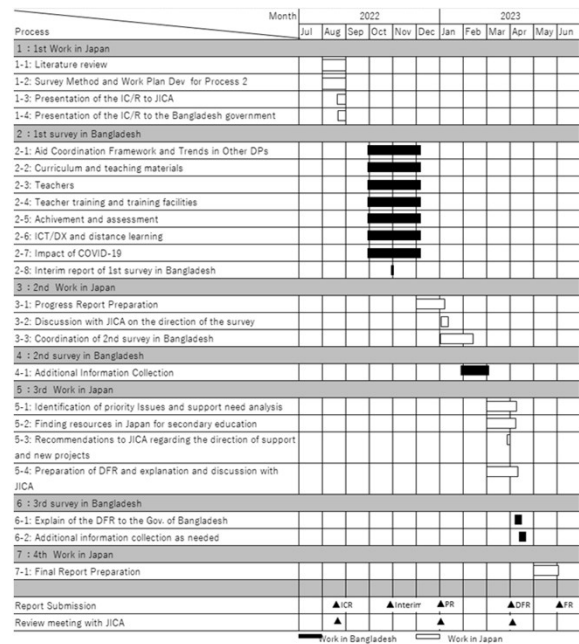 Month 2022 2023
Process Jul Aug Sep Oct Nov Dec Jan Feb Mar Apr May Jun
1：1st Work in Japan
1-1: Literature review
1-2: Survey Method and Work Plan Dev for Process 2
1-3: Presentation of the IC/R to JICA
1-4: Presentation of the IC/R to the Bangladesh government
2：1st survey in Bangladesh
2-1: Aid Coordination Framework and Trends in Other DPs
2-2: Curriculum and teaching materials
2-3: Teachers
2-4: Teacher training and training facilities
2-5: Achivement and assessment
2-6: ICT/DX and distance learning
2-7: Impact of COVID-19
2-8: Interim report of 1st survey in Bangladesh
3：2nd Work in Japan
3-1: Progress Report Preparation
3-2: Discussion with JICA on the direction of the survey
3-3: Coordination of 2nd survey in Bangladesh
4：2nd survey in Bangladesh
4-1: Additional Information Collection
5：3rd Work in Japan
5-1: Identification of priority Issues and support need analysis
5-2: Finding resources in Japan for secondary education
5-3: Recommendations to JICA regarding the direction of support
and new projects
5-4: Preparation of DFR and explanation and discussion with
JICA
6：3rd survey in Bangladesh
6-1: Explain of the DFR to the Gov. of Bangladesh
6-2: Additional information collection as needed
7：4th Work in Japan
7-1: Final Report Preparation
Report Submission ▲ICR ▲Interim ▲PR ▲DFR ▲FR
Review meeting with JICA ▲ ▲ ▲
Work in Bangladesh Work in Japan